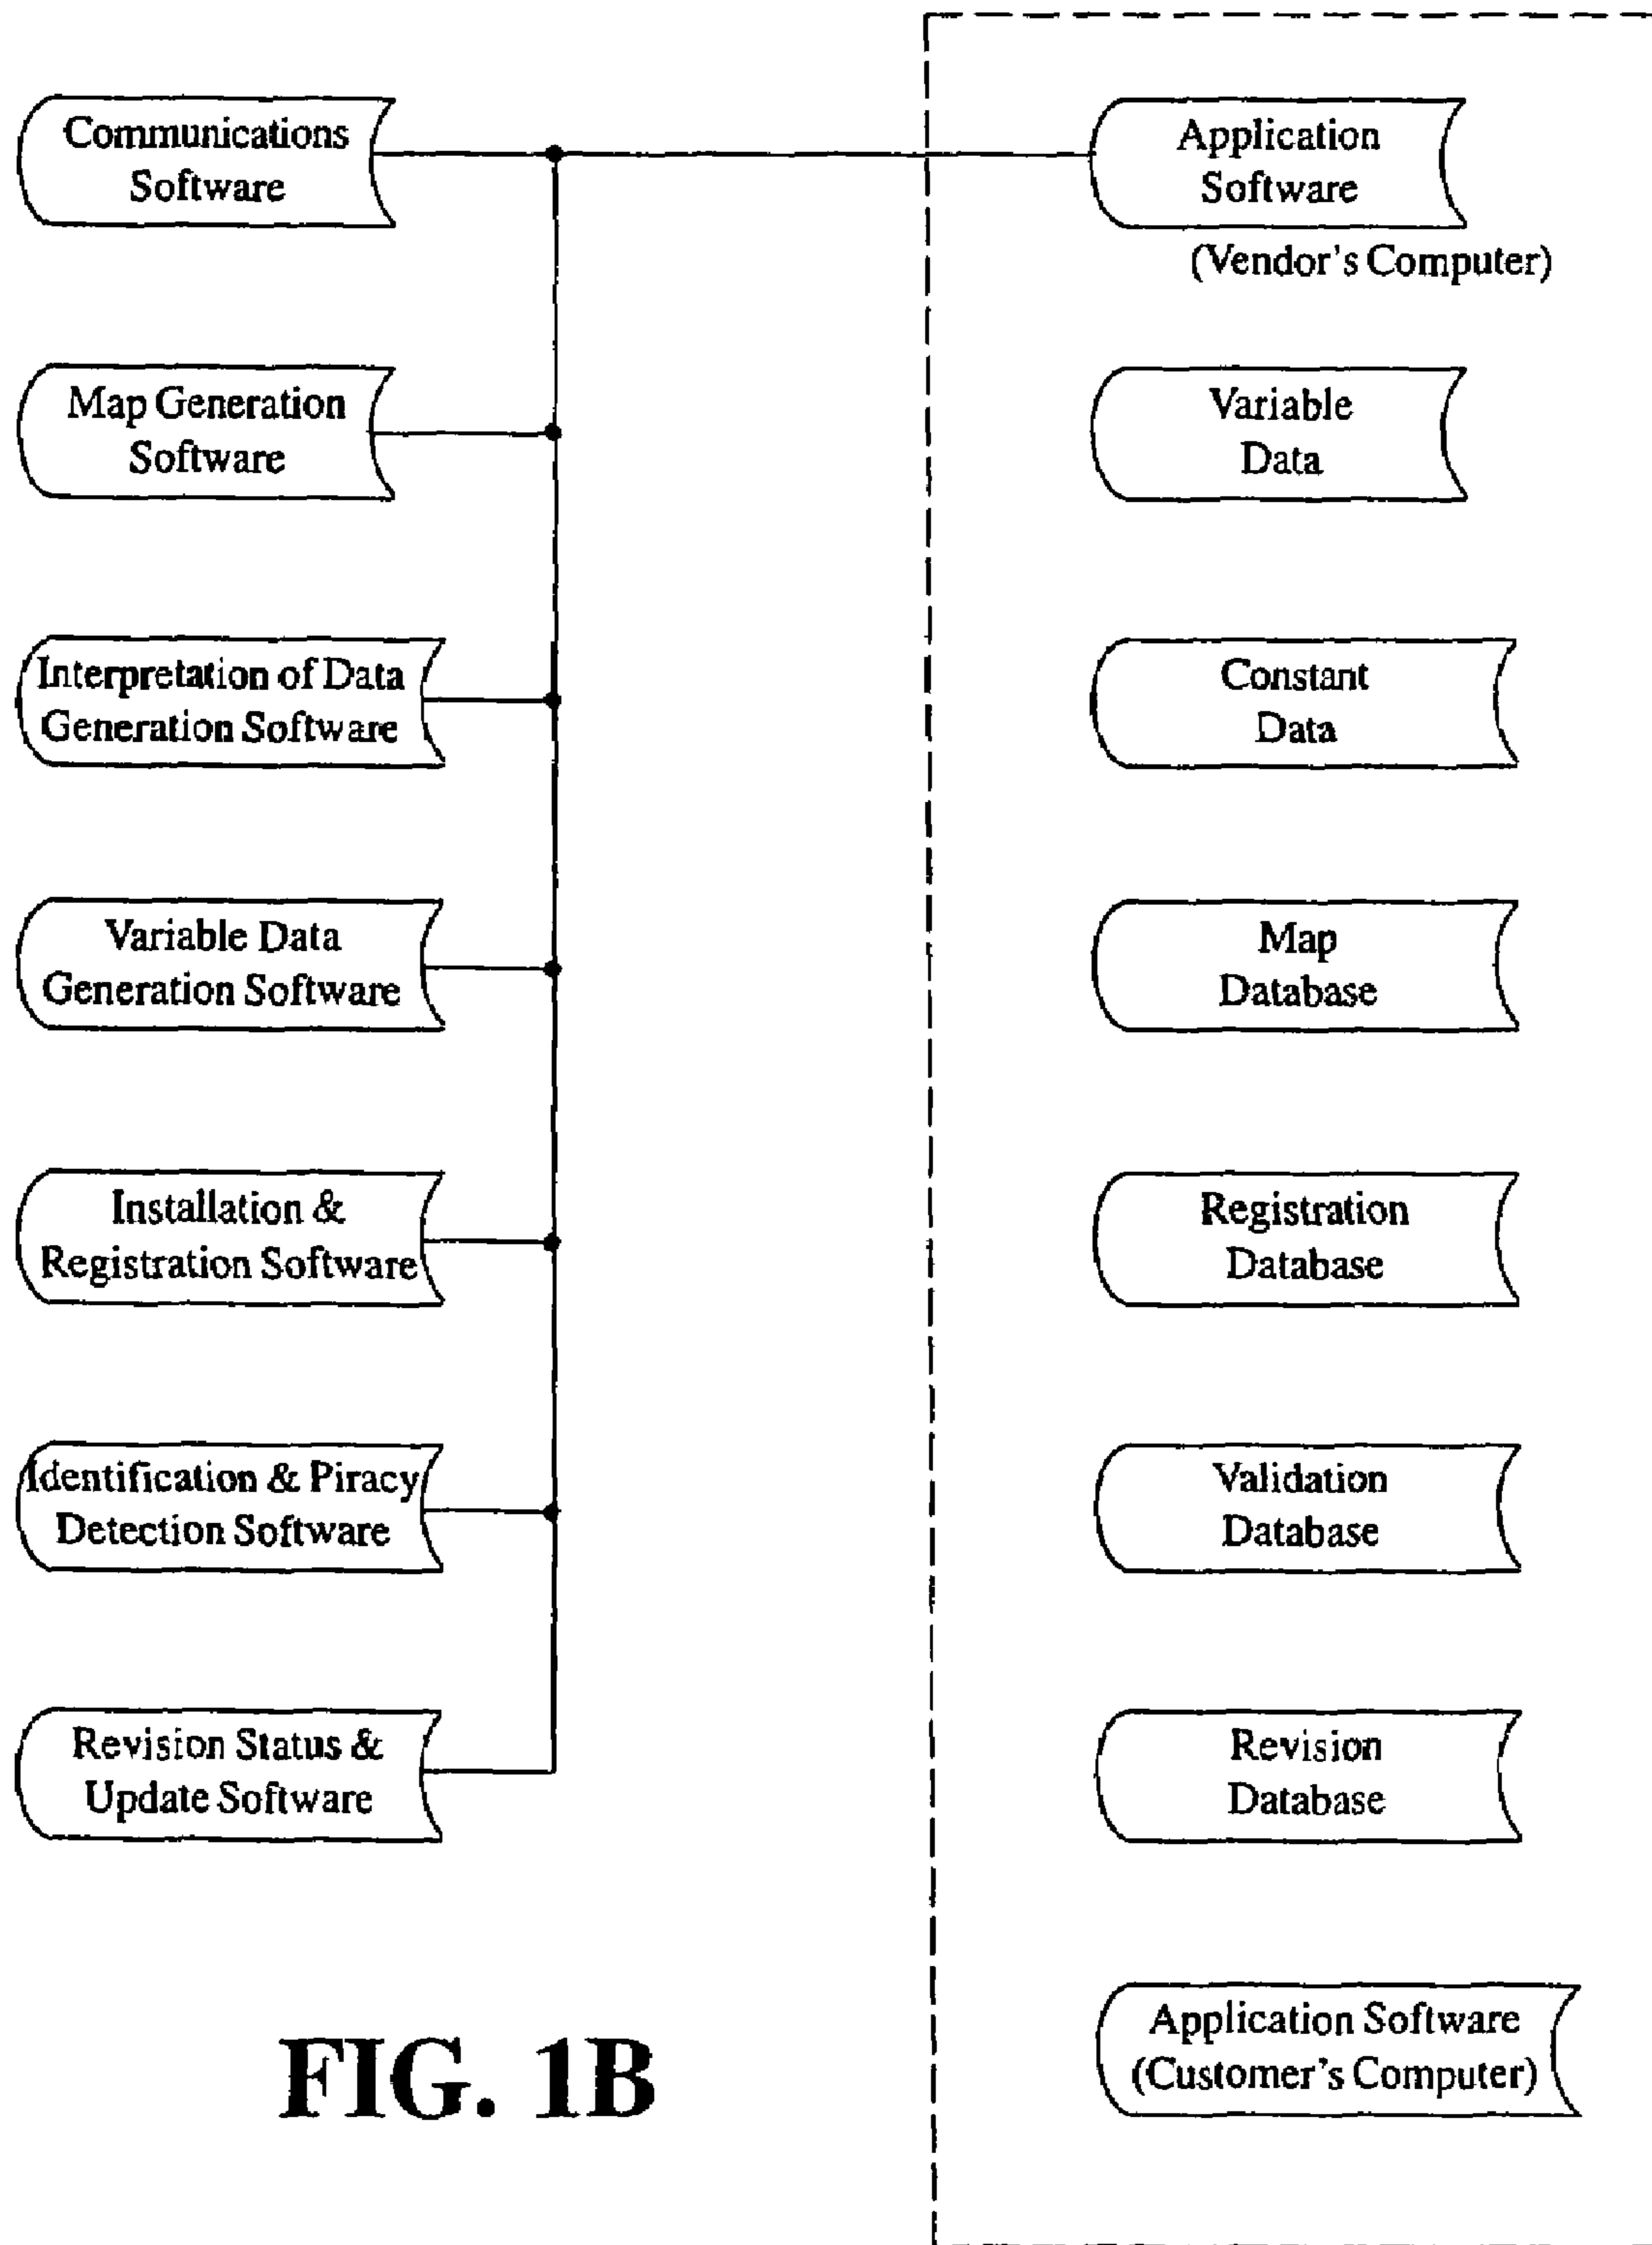 Communications
Software
Application
Software
(Vendor's Computer)
Map Generation
Software
Variable
Data
Interpretation of Data
Generation Software
Constant
Data
Variable Data
Generation Software
Map
Database
Installation &
Registration Software
Registration
Database
Identification & Piracy
Detection Software
Validation
Database
Revision Status &
Update Software
Revision
Database
Application Software
(Customer's Computer)
FIG. 1B